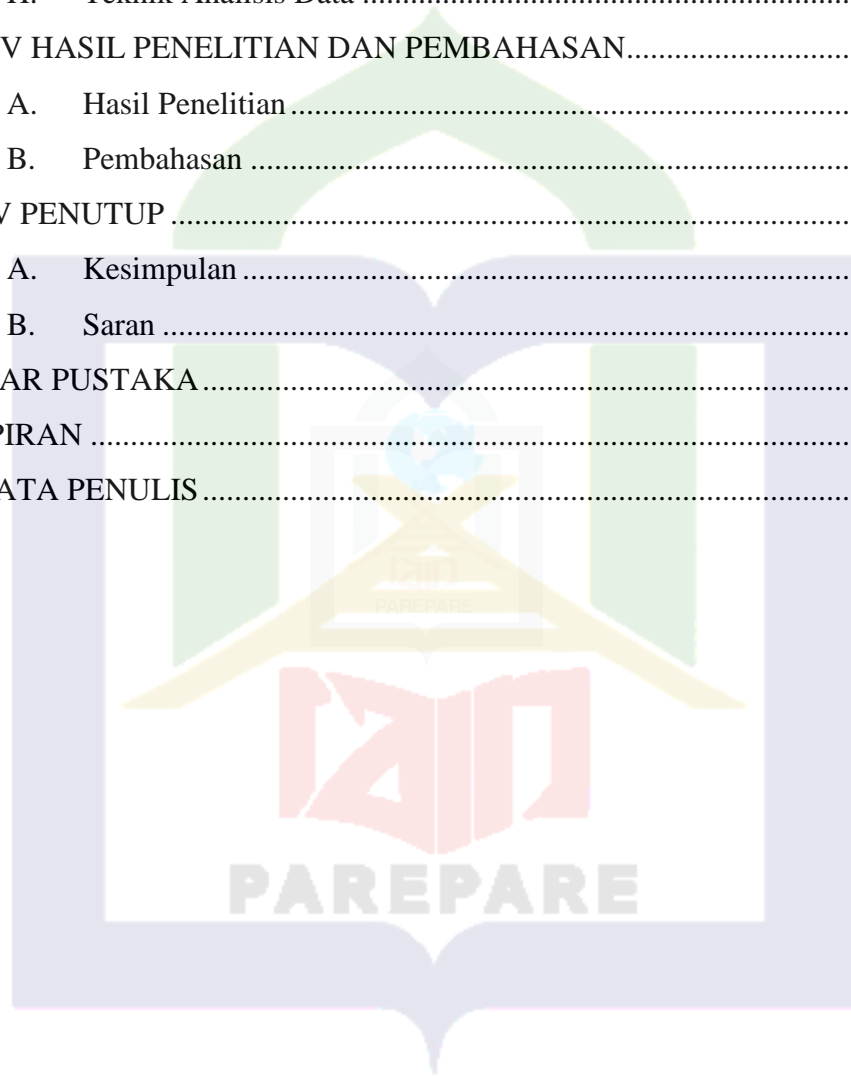 Teknik Analisis Data ..........................................................................
V HASIL PENELITIAN DAN PEMBAHASAN..............................
A. Hasil Penelitian......................................................................................
B. Pembahasan ...........................................................................................
V PENUTUP .........................................................................................
A. Kesimpulan ............................................................................................
B. Saran .......................................................................................................
AR PUSTAKA.....................................................................................
PIRAN ....................................................................................................
ATA PENULIS.....................................................................................
PAREPARE
PAREPARE